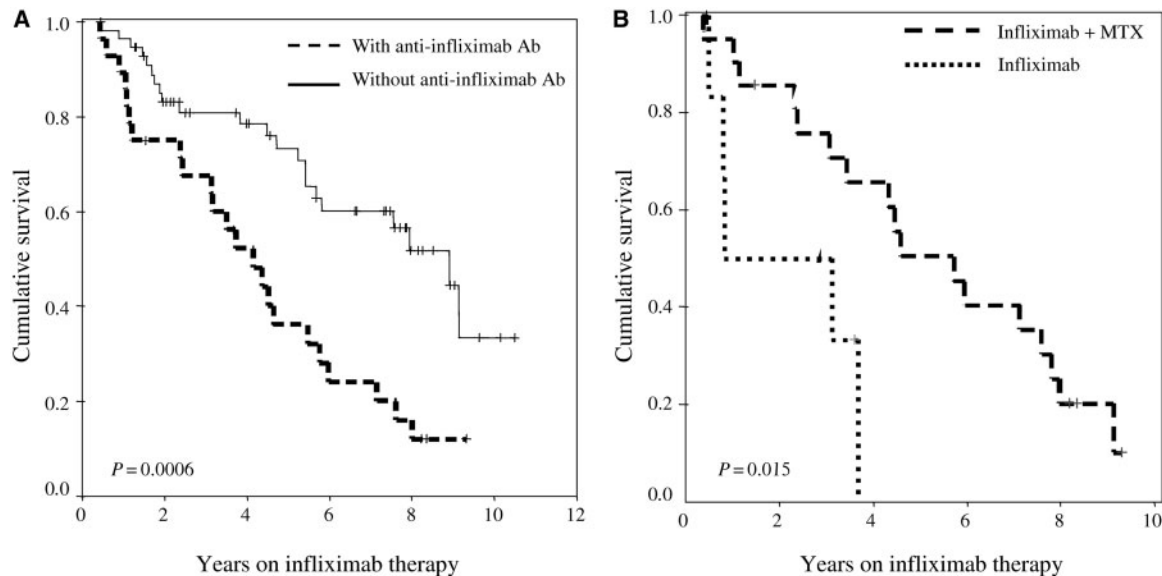 A
1.0
0.8
0.6
0.4
0.2
0.0
Cumulative survival
With anti-infliximab Ab
Without anti-infliximab Ab
P=0.0006
0 2 4 6 8 10 12
Years on infliximab therapy
B
1.0
0.8
0.6
0.4
0.2
0.0
Cumulative survival
Infliximab + MTX
Infliximab
P=0.015
0 2 4 6 8 10
Years on infliximab therapy